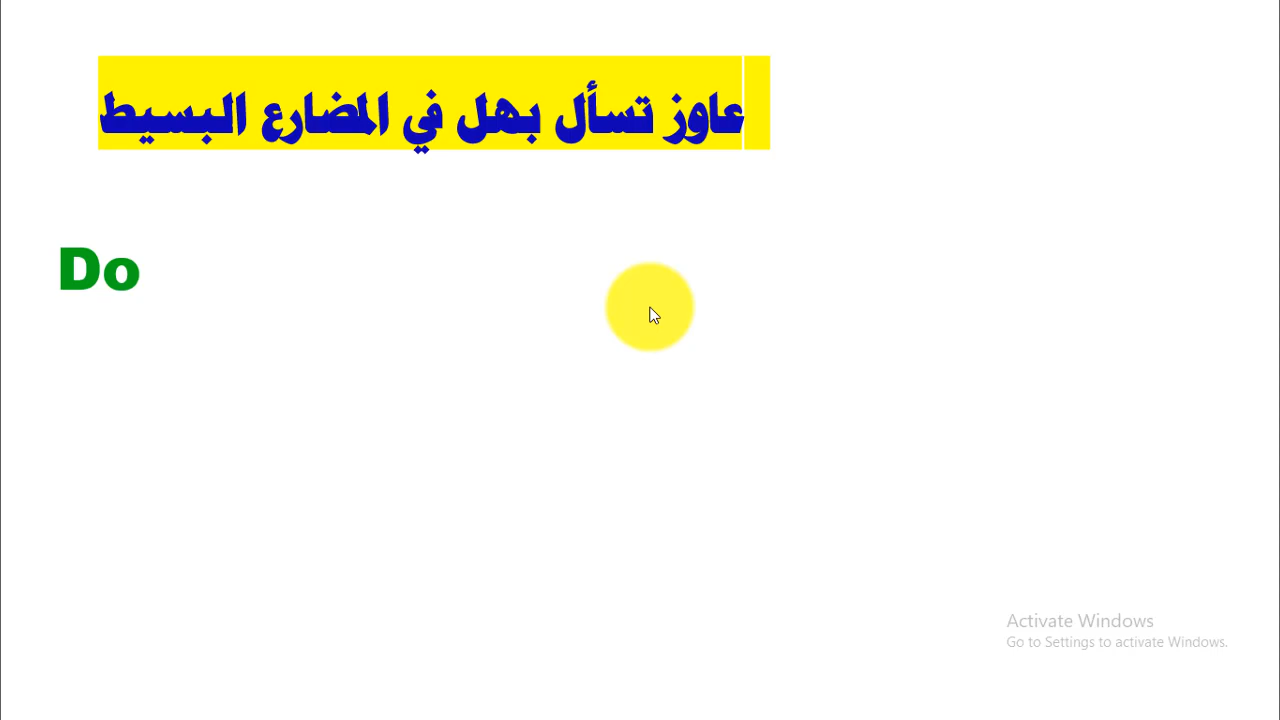 عاوز تسأل بهل في المضارع البسيط
Do
Activate Windows
Go to Settings to activate Windows.